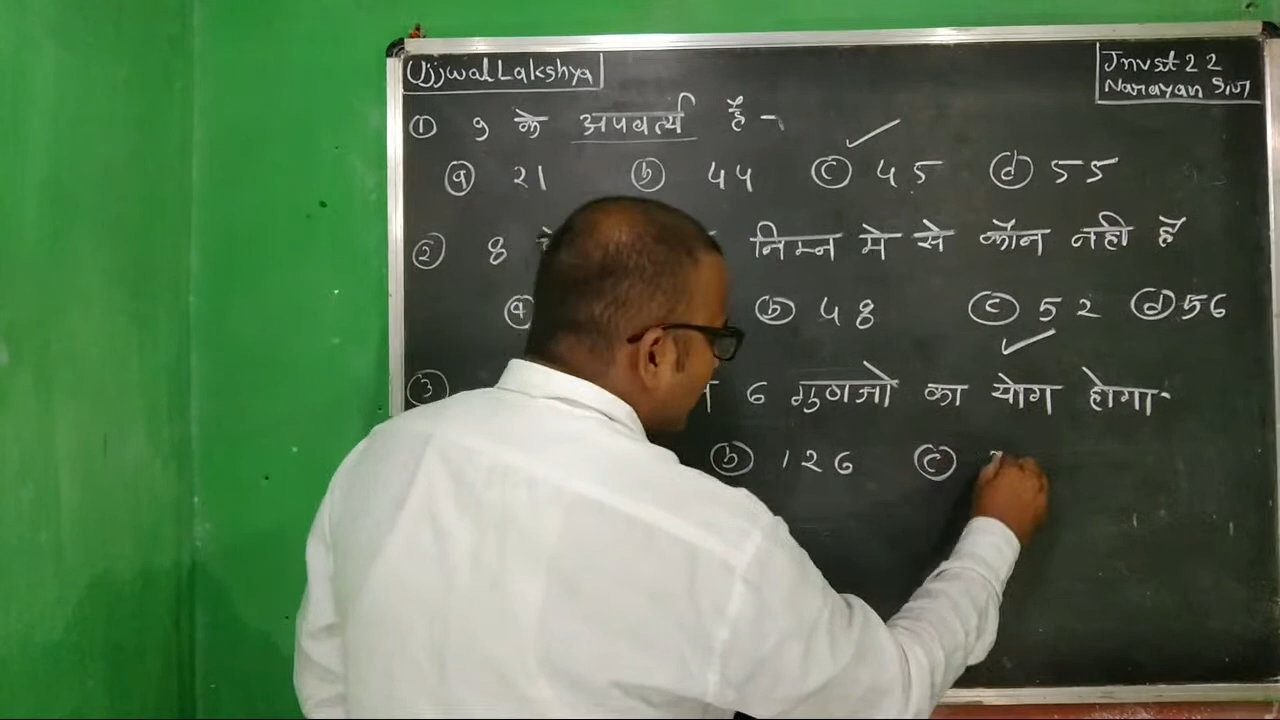 Ujjwal Lakshya
Jnvst 22
Narayan Sir
① 9 के अपवर्त्य है -
ⓐ 21 ⓑ 44 ⓒ 45 ⓓ 55
② 8 निम्न मे से कौन नही है
ⓐ ⓑ 48 ⓒ 52 ⓓ 56
③ 6 गुणजो का योग होगा-
ⓑ 126 ⓒ